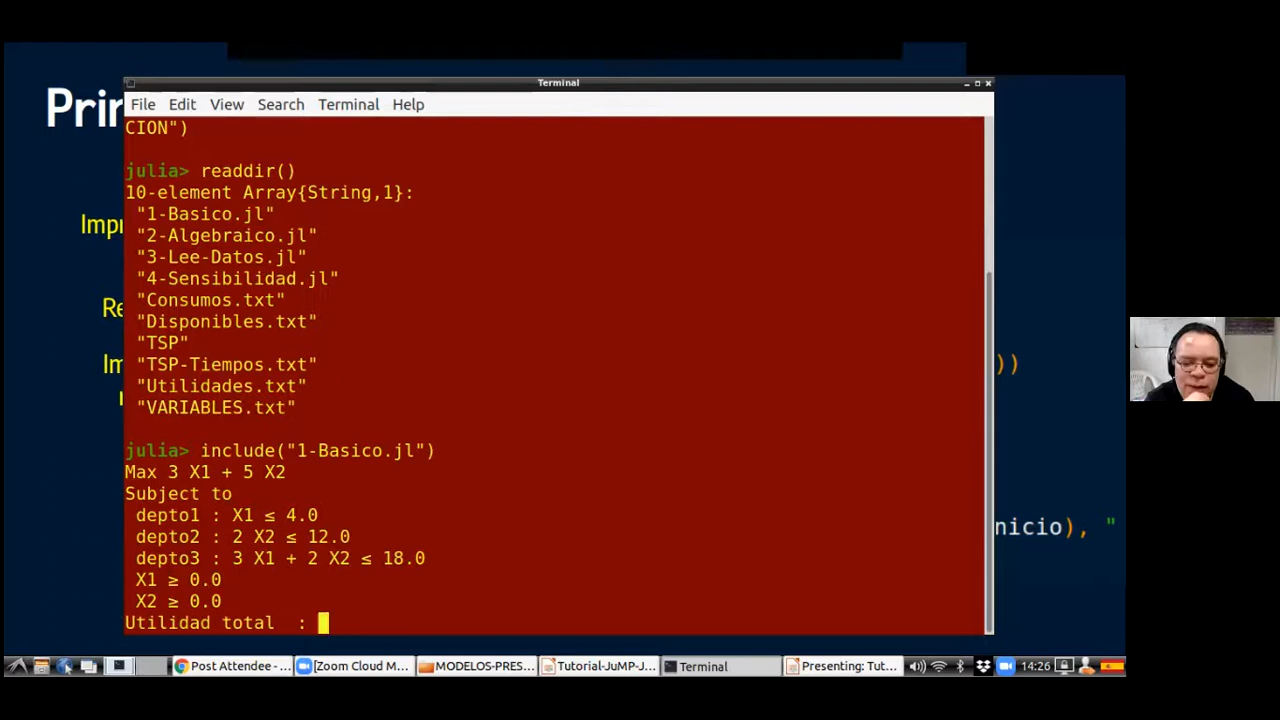 Terminal
File Edit View Search Terminal Help
CION")
julia> readdir()
10-element Array{String,1}:
"1-Basico.jl"
"2-Algebraico.jl"
"3-Lee-Datos.jl"
"4-Sensibilidad.jl"
"Consumos.txt"
"Disponibles.txt"
"TSP"
"TSP-Tiempos.txt"
"Utilidades.txt"
"VARIABLES.txt"
julia> include("1-Basico.jl")
Max 3 X1 + 5 X2
Subject to
depto1 : X1 ≤ 4.0
depto2 : 2 X2 ≤ 12.0
depto3 : 3 X1 + 2 X2 ≤ 18.0
X1 ≥ 0.0
X2 ≥ 0.0
Utilidad total :
Prin
Impr
Re
Im
))
nicio), "
Post Attendee -... [Zoom Cloud M... MODELOS-PRES... Tutorial-JuMP-J... Terminal Presenting: Tut... 14:26